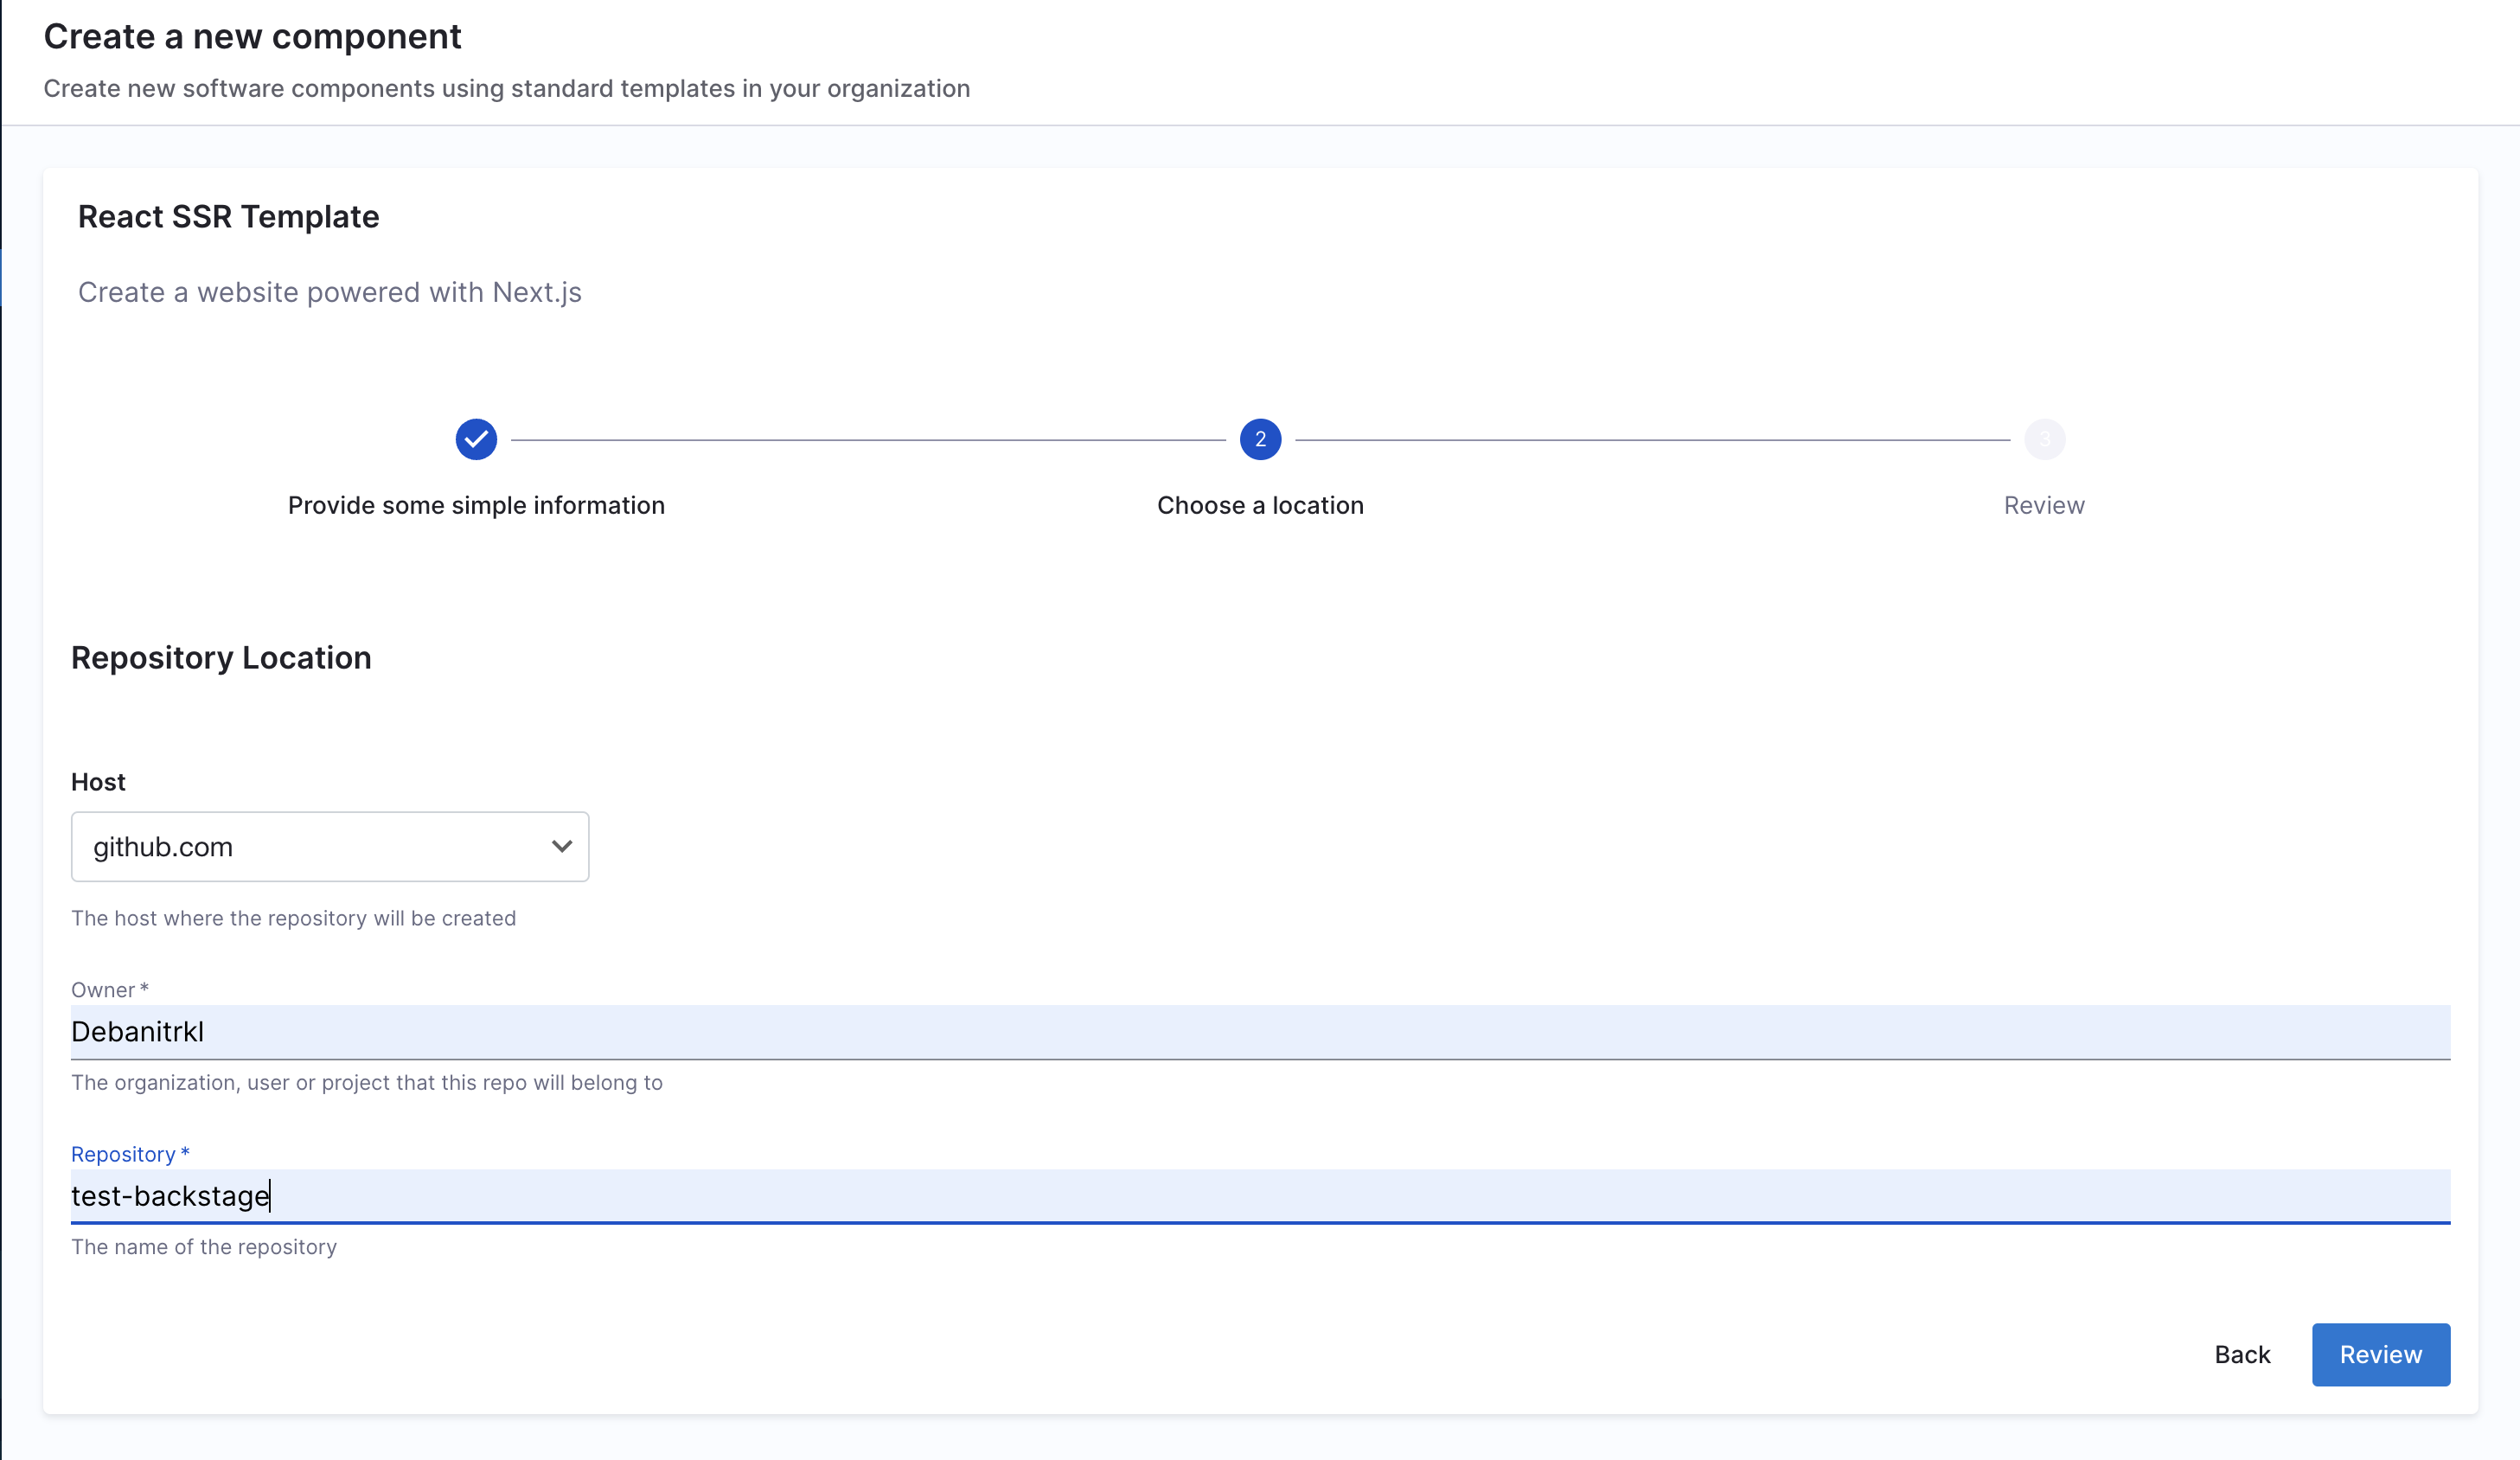 Create a new component
Create new software components using standard templates in your organization
React SSR Template
Create a website powered with Next.js
2
3
Provide some simple information
Choose a location
Review
Repository Location
Host
github.com
The host where the repository will be created
Owner *
Debanitrkl
The organization, user or project that this repo will belong to
Repository *
test-backstage
The name of the repository
Back
Review